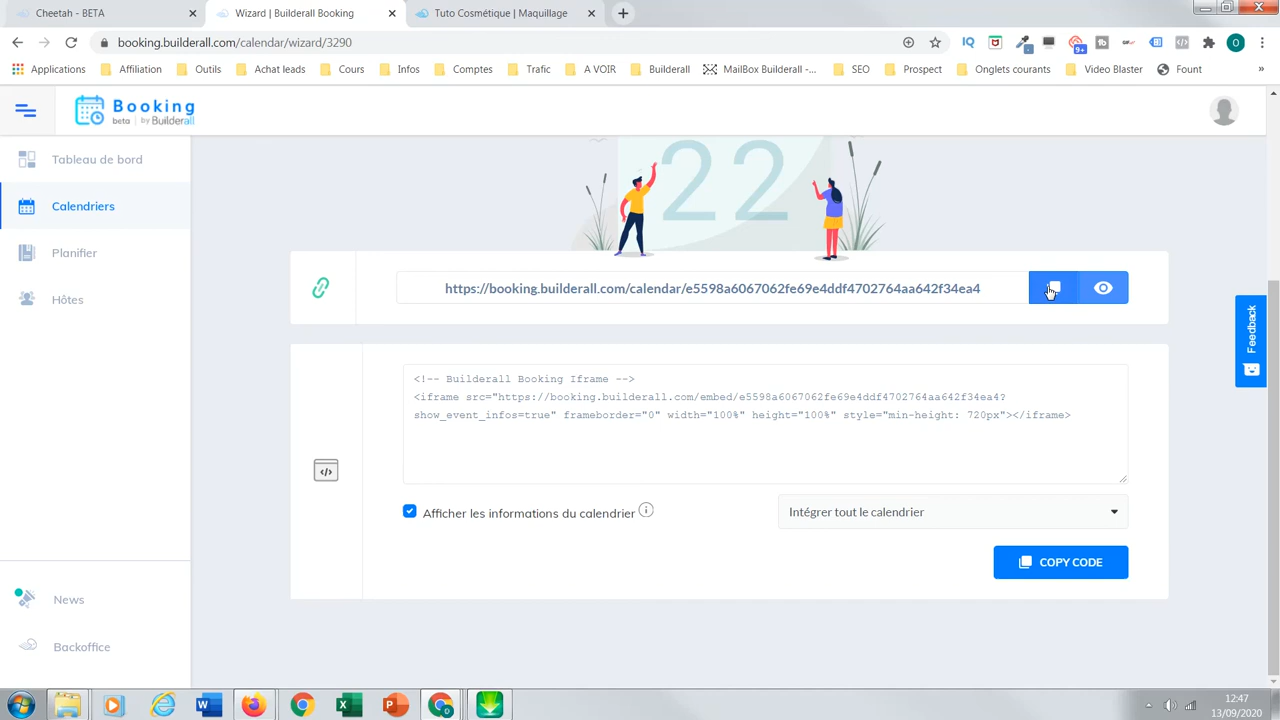 Cheetah - BETA
Wizard | Builderall Booking
Tuto Cosmétique | Maquillage
booking.builderall.com/calendar/wizard/3290
IQ
9+
O
Applications
Affiliation
Outils
Achat leads
Cours
Infos
Comptes
Trafic
A VOIR
Builderall
MailBox Builderall -...
SEO
Prospect
Onglets courants
Video Blaster
Fount
»
Booking
beta | by Builderall
Tableau de bord
Calendriers
Planifier
Hôtes
News
Backoffice
22
https://booking.builderall.com/calendar/e5598a6067062fe69e4ddf4702764aa642f34ea4
<!-- Builderall Booking Iframe -->
<iframe src="https://booking.builderall.com/embed/e5598a6067062fe69e4ddf4702764aa642f34ea4?
show_event_infos=true" frameborder="0" width="100%" height="100%" style="min-height: 720px"></iframe>
Afficher les informations du calendrier
Intégrer tout le calendrier
COPY CODE
Feedback
12:47
13/09/2020